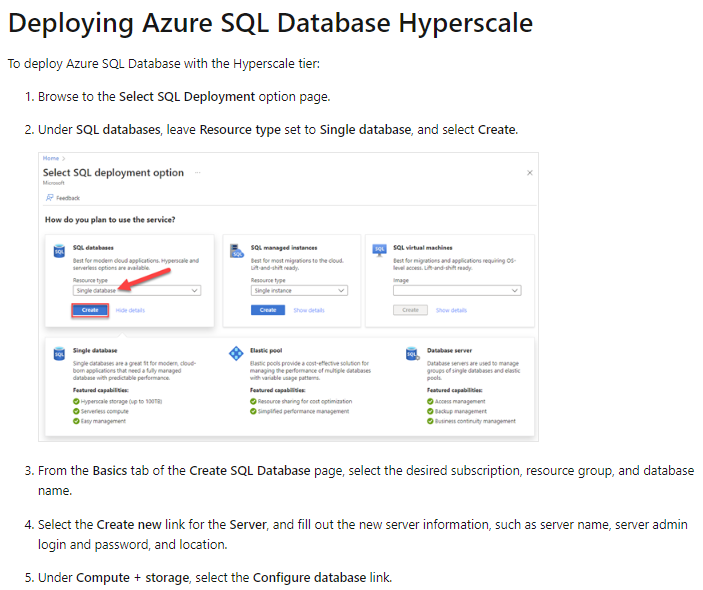 Deploying Azure SQL Database Hyperscale
To deploy Azure SQL Database with the Hyperscale tier:
1. Browse to the Select SQL Deployment option page.
2. Under SQL databases, leave Resource type set to Single database, and select Create.
Home >
Select SQL deployment option ...
Microsoft
Feedback
How do you plan to use the service?
SQL databases
Best for modern cloud applications. Hyperscale and
serverless options are available.
Resource type
Single database
Create Hide details
SQL managed instances
Best for most migrations to the cloud.
Lift-and-shift ready.
Resource type
Single instance
Create Show details
SQL virtual machines
Best for migrations and applications requiring OS-
level access. Lift-and-shift ready.
Image
Create Show details
Single database
Single databases are a great fit for modern, cloud-
born applications that need a fully managed
database with predictable performance.
Featured capabilities:
Hyperscale storage (up to 100TB)
Serverless compute
Easy management
Elastic pool
Elastic pools provide a cost-effective solution for
managing the performance of multiple databases
with variable usage patterns.
Featured capabilities:
Resource sharing for cost optimization
Simplified performance management
Database server
Database servers are used to manage
groups of single databases and elastic
pools.
Featured capabilities:
Access management
Backup management
Business continuity management
3. From the Basics tab of the Create SQL Database page, select the desired subscription, resource group, and database
name.
4. Select the Create new link for the Server, and fill out the new server information, such as server name, server admin
login and password, and location.
5. Under Compute + storage, select the Configure database link.